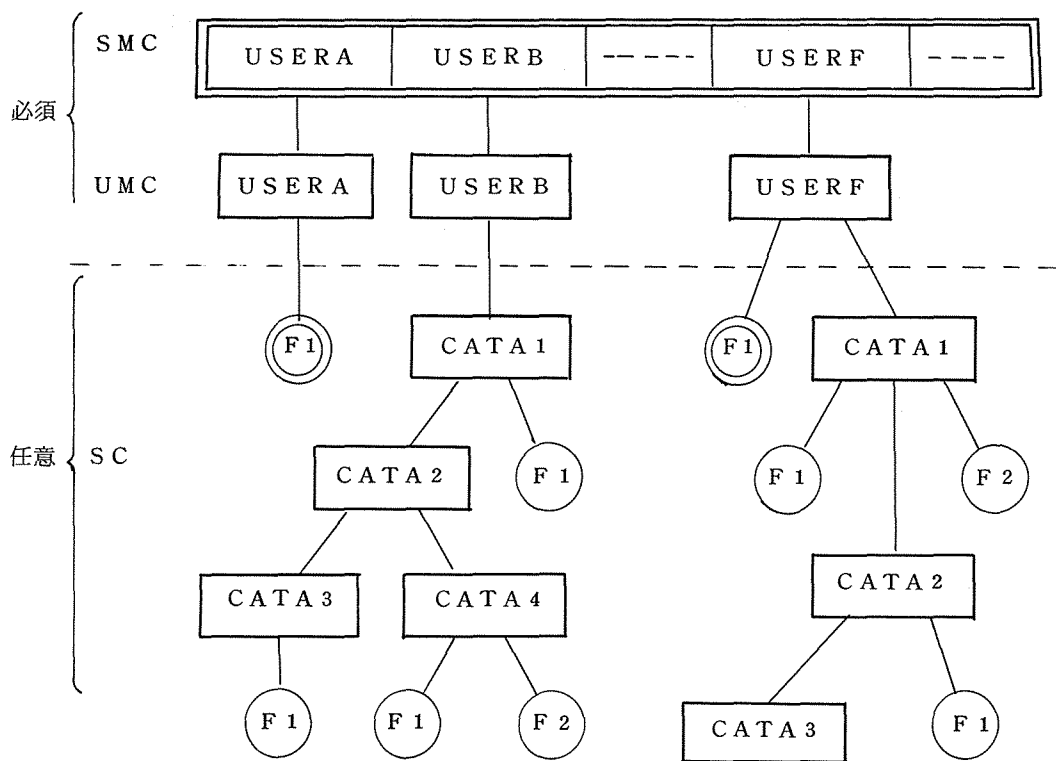 SMC USERA USERB ------ USERF -----
必須
UMC USERA USERB USERF
F1 CATA1 F1 CATA1
任意 SC CATA2 F1 F1 F2
CATA3 CATA4 CATA2
F1 F1 F2 CATA3 F1